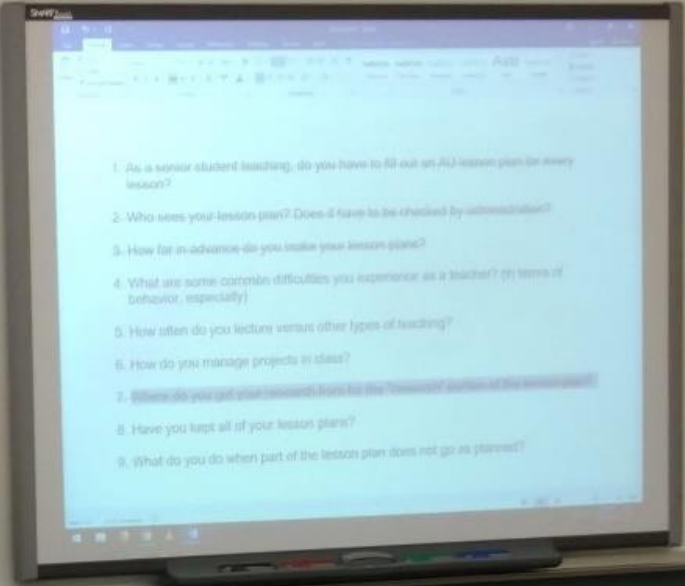 SMART
1. As a senior student teaching, do you have to fill out an AU lesson plan for every
lesson?
2. Who sees your lesson plan? Does it have to be checked by administration?
3. How far in advance do you make your lesson plans?
4. What are some common difficulties you experience as a teacher? (in terms of
behavior, especially)
5. How often do you lecture versus other types of teaching?
6. How do you manage projects in class?
7. Where do you get your research from for the "research" portion of the lesson plan?
8. Have you kept all of your lesson plans?
9. What do you do when part of the lesson plan does not go as planned?